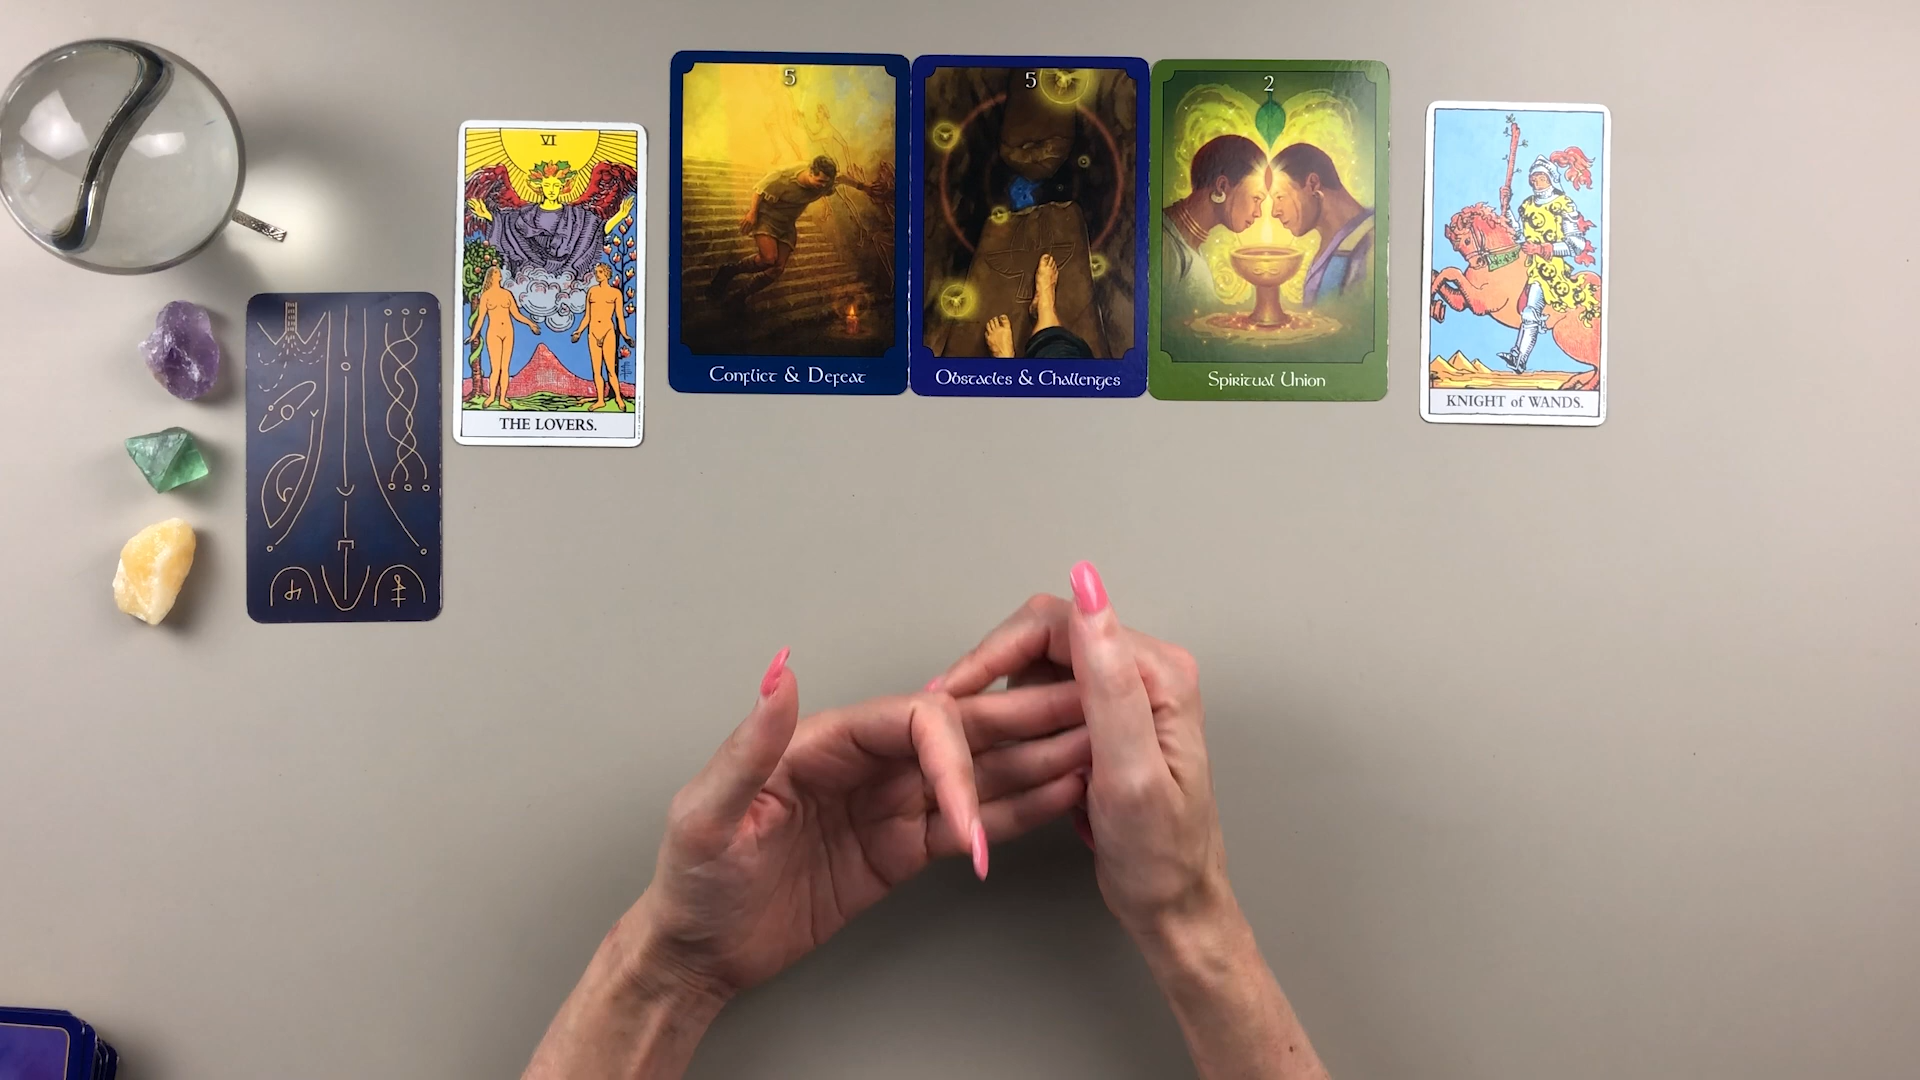 VI
THE LOVERS.
5
Conflict & Defeat
5
Obstacles & Challenges
2
Spiritual Union
KNIGHT of WANDS.